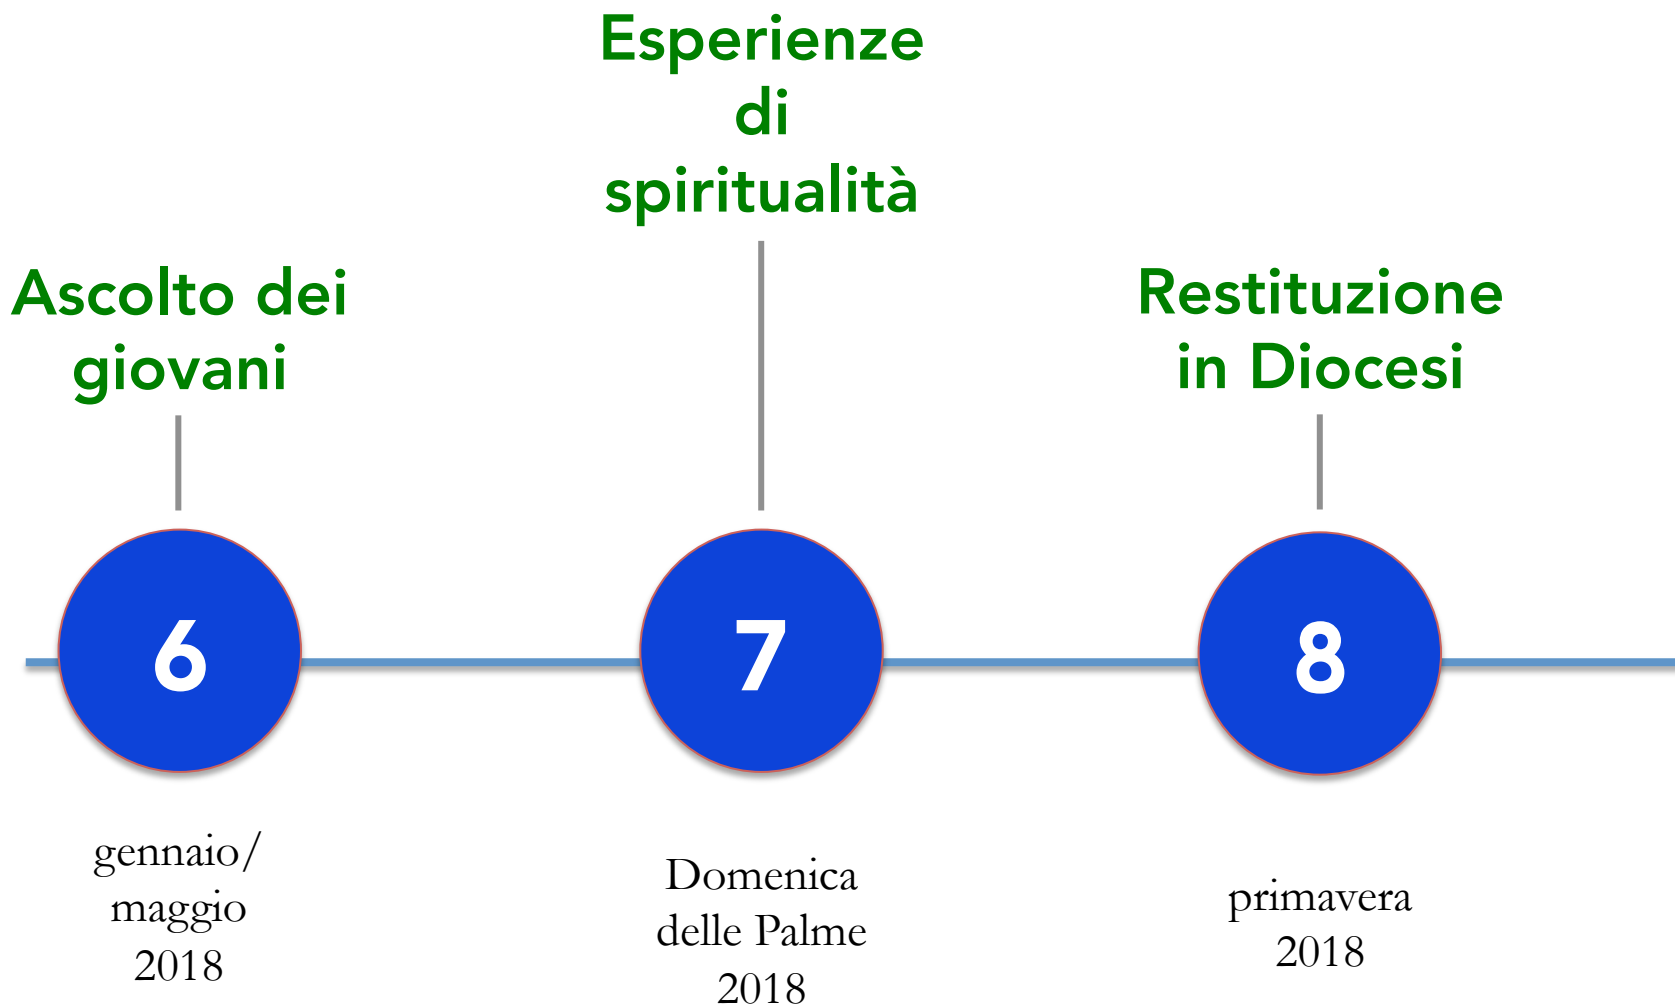 Esperienze
di
spiritualità
Ascolto dei
giovani
Restituzione
in Diocesi
6
7
8
gennaio/
maggio
2018
Domenica
delle Palme
2018
primavera
2018